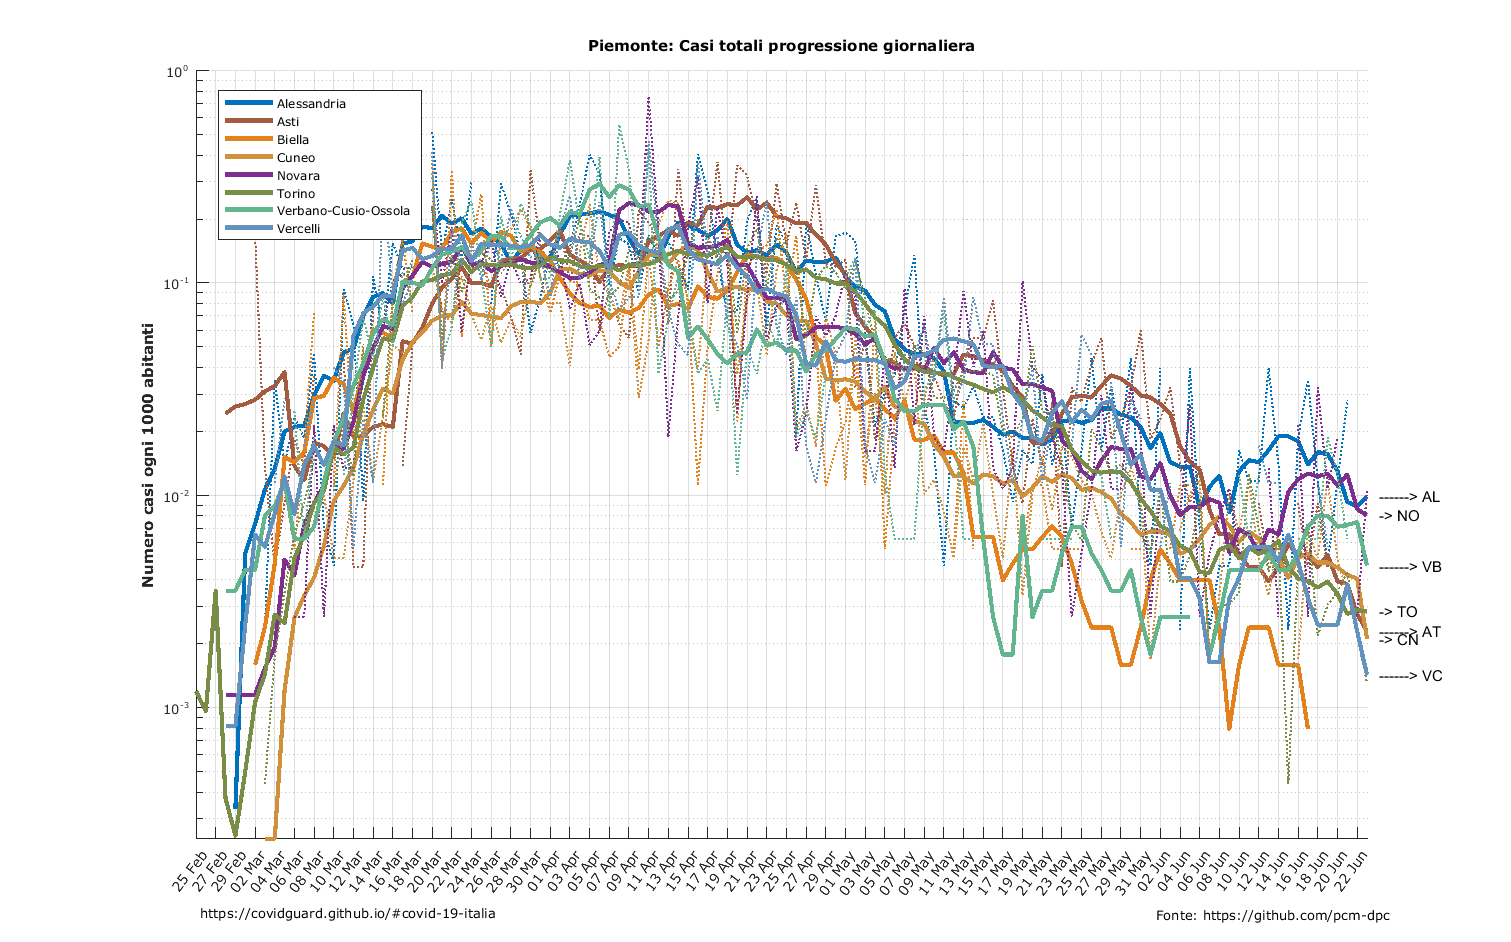 Piemonte: Casi totali progressione giornaliera
Numero casi ogni 1000 abitanti
10⁰
10⁻¹
10⁻²
10⁻³
Alessandria
Asti
Biella
Cuneo
Novara
Torino
Verbano-Cusio-Ossola
Vercelli
------> AL
-> NO
------> VB
-> TO
------> AT
-> CN
------> VC
25 Feb
27 Feb
29 Feb
02 Mar
04 Mar
06 Mar
08 Mar
10 Mar
12 Mar
14 Mar
16 Mar
18 Mar
20 Mar
22 Mar
24 Mar
26 Mar
28 Mar
30 Mar
01 Apr
03 Apr
05 Apr
07 Apr
09 Apr
11 Apr
13 Apr
15 Apr
17 Apr
19 Apr
21 Apr
23 Apr
25 Apr
27 Apr
29 Apr
01 May
03 May
05 May
07 May
09 May
11 May
13 May
15 May
17 May
19 May
21 May
23 May
25 May
27 May
29 May
31 May
02 Jun
04 Jun
06 Jun
08 Jun
10 Jun
12 Jun
14 Jun
16 Jun
18 Jun
20 Jun
22 Jun
https://covidguard.github.io/#covid-19-italia
Fonte: https://github.com/pcm-dpc